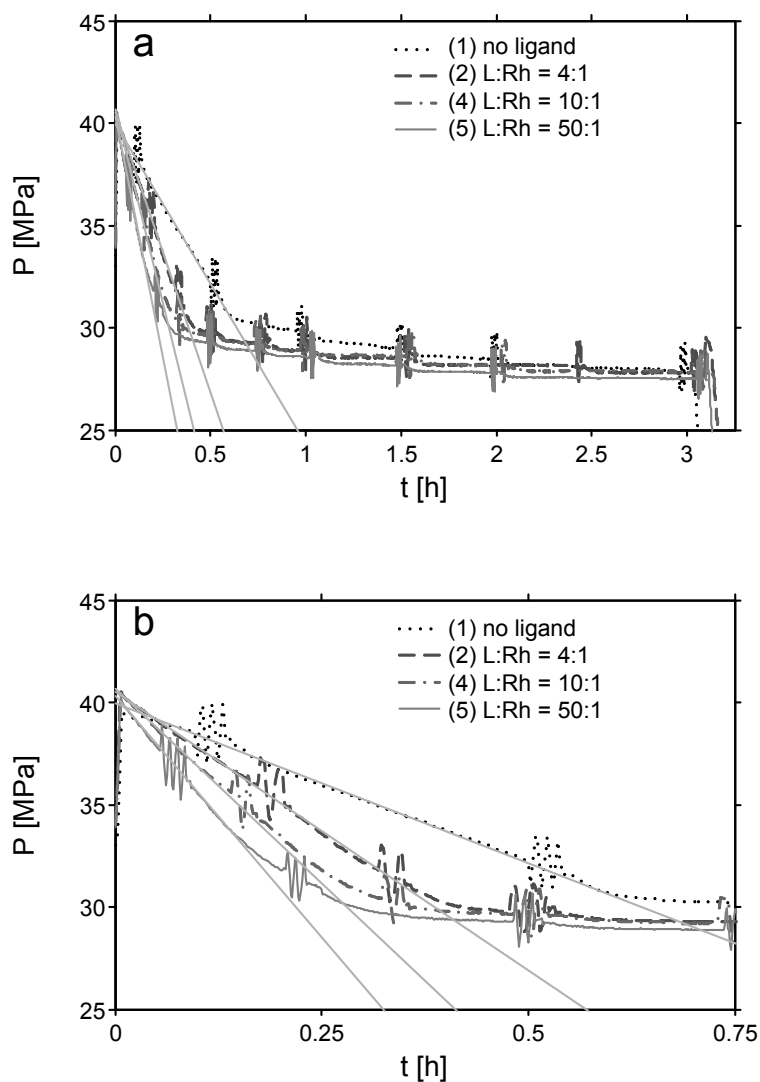 a
(1) no ligand
(2) L:Rh = 4:1
(4) L:Rh = 10:1
(5) L:Rh = 50:1
45
40
35
30
25
P [MPa]
0 0.5 1 1.5 2 2.5 3
t [h]
b
(1) no ligand
(2) L:Rh = 4:1
(4) L:Rh = 10:1
(5) L:Rh = 50:1
45
40
35
30
25
P [MPa]
0 0.25 0.5 0.75
t [h]